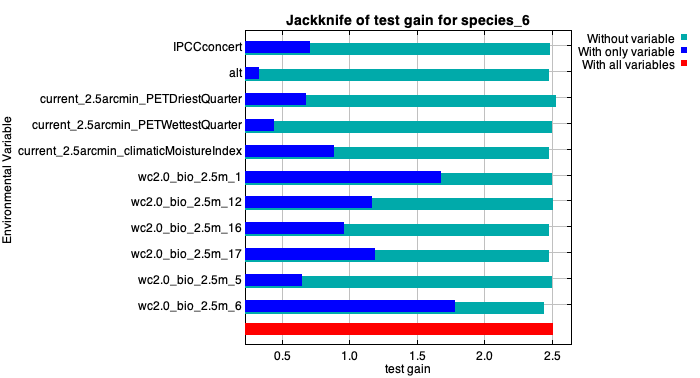 Jackknife of test gain for species_6
Without variable
With only variable
With all variables
Environmental Variable
IPCCconcert
alt
current_2.5arcmin_PETDriestQuarter
current_2.5arcmin_PETWettestQuarter
current_2.5arcmin_climaticMoistureIndex
wc2.0_bio_2.5m_1
wc2.0_bio_2.5m_12
wc2.0_bio_2.5m_16
wc2.0_bio_2.5m_17
wc2.0_bio_2.5m_5
wc2.0_bio_2.5m_6
0.5 1.0 1.5 2.0 2.5
test gain